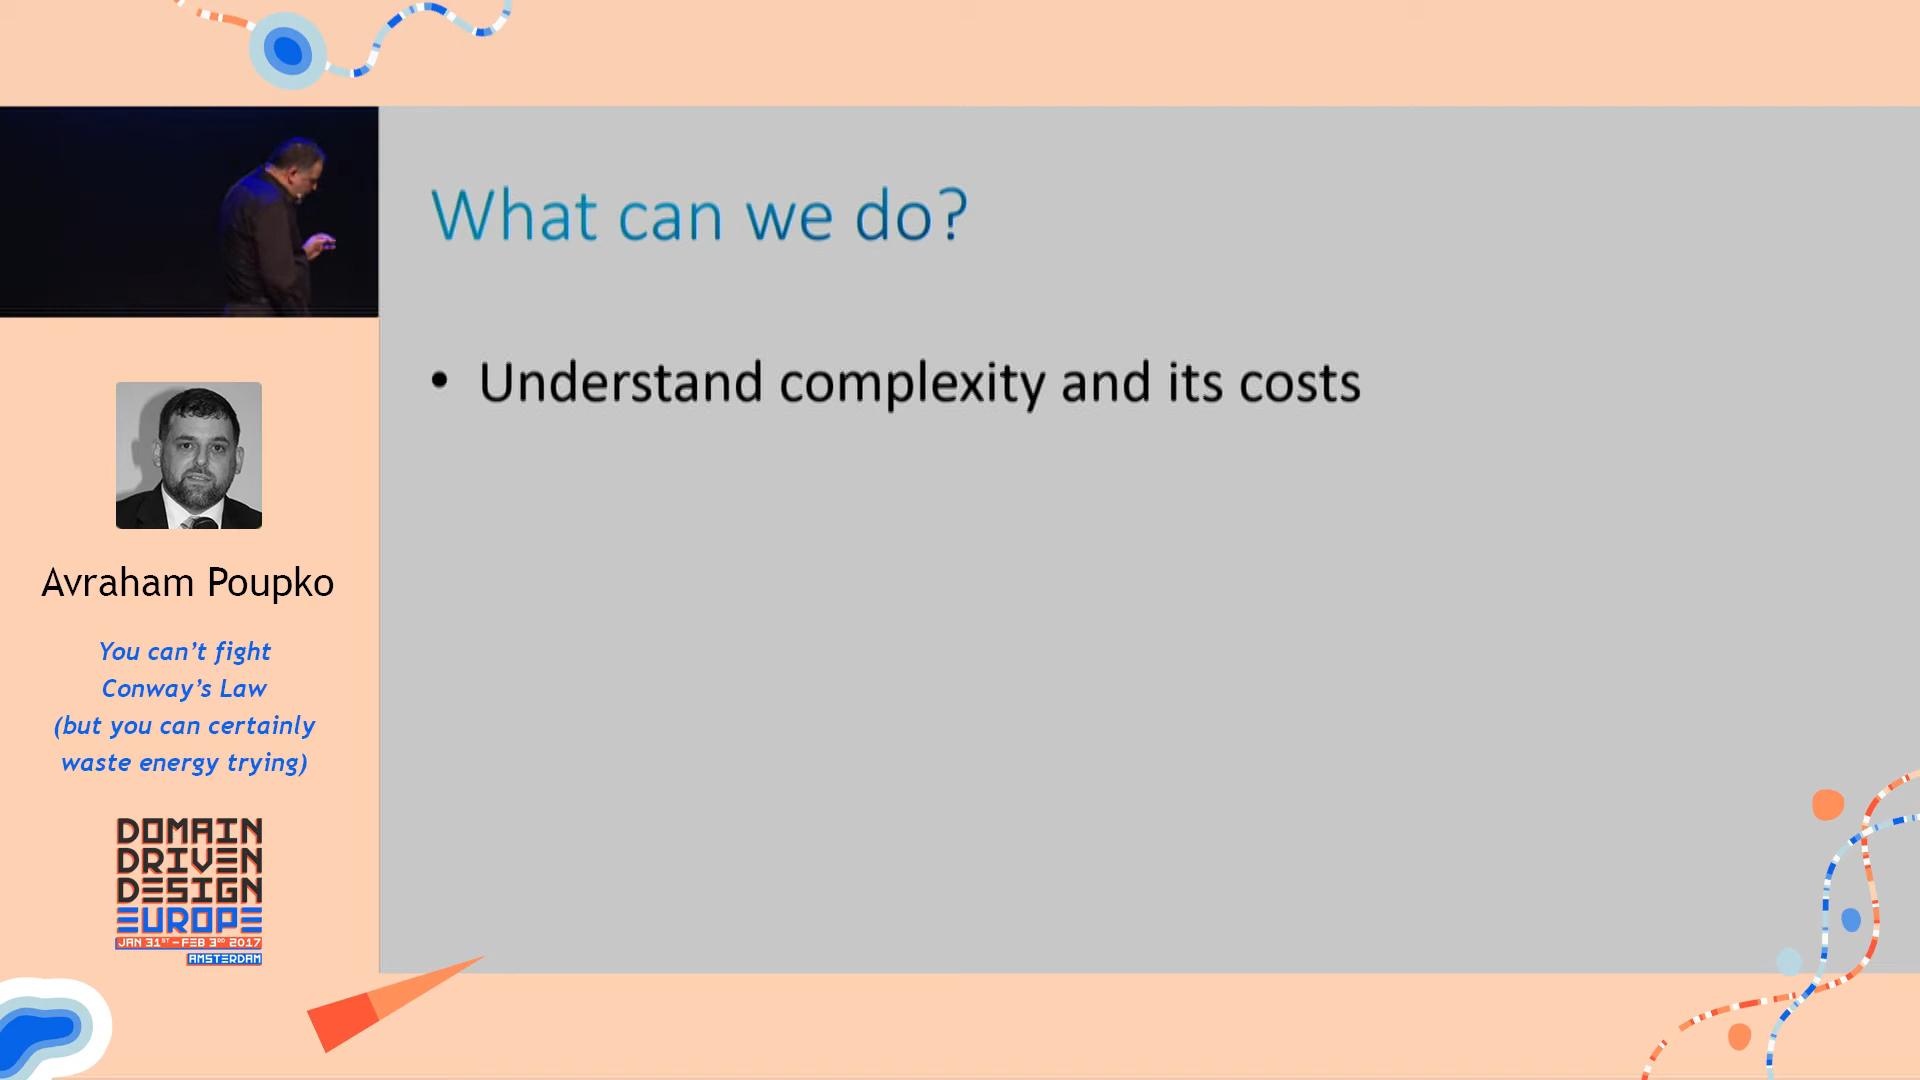 What can we do?
• Understand complexity and its costs
Avraham Poupko
You can't fight
Conway's Law
(but you can certainly
waste energy trying)
DOMAIN
DRIVEN
DESIGN
EUROPE
JAN 31ST - FEB 3RD 2017
AMSTERDAM